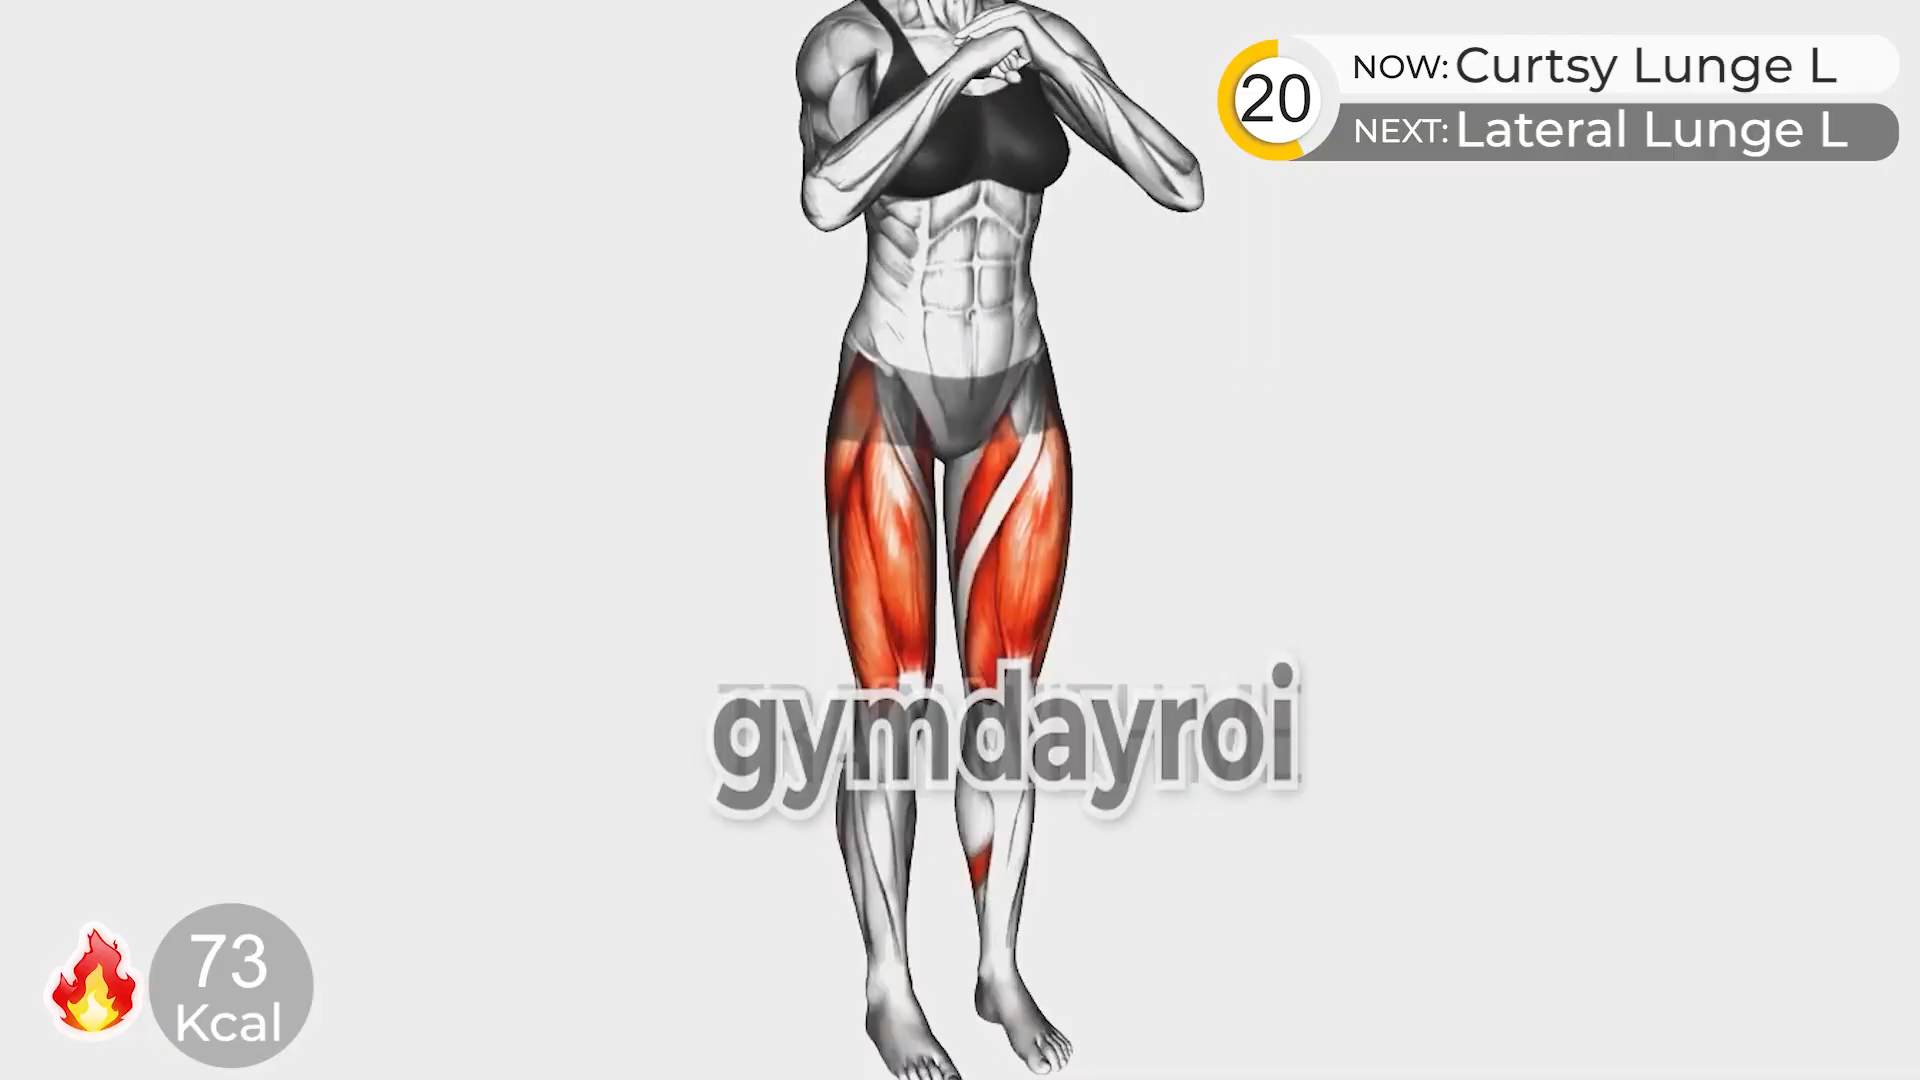 20
NOW: Curtsy Lunge L
NEXT: Lateral Lunge L
gymdayroi
73
Kcal